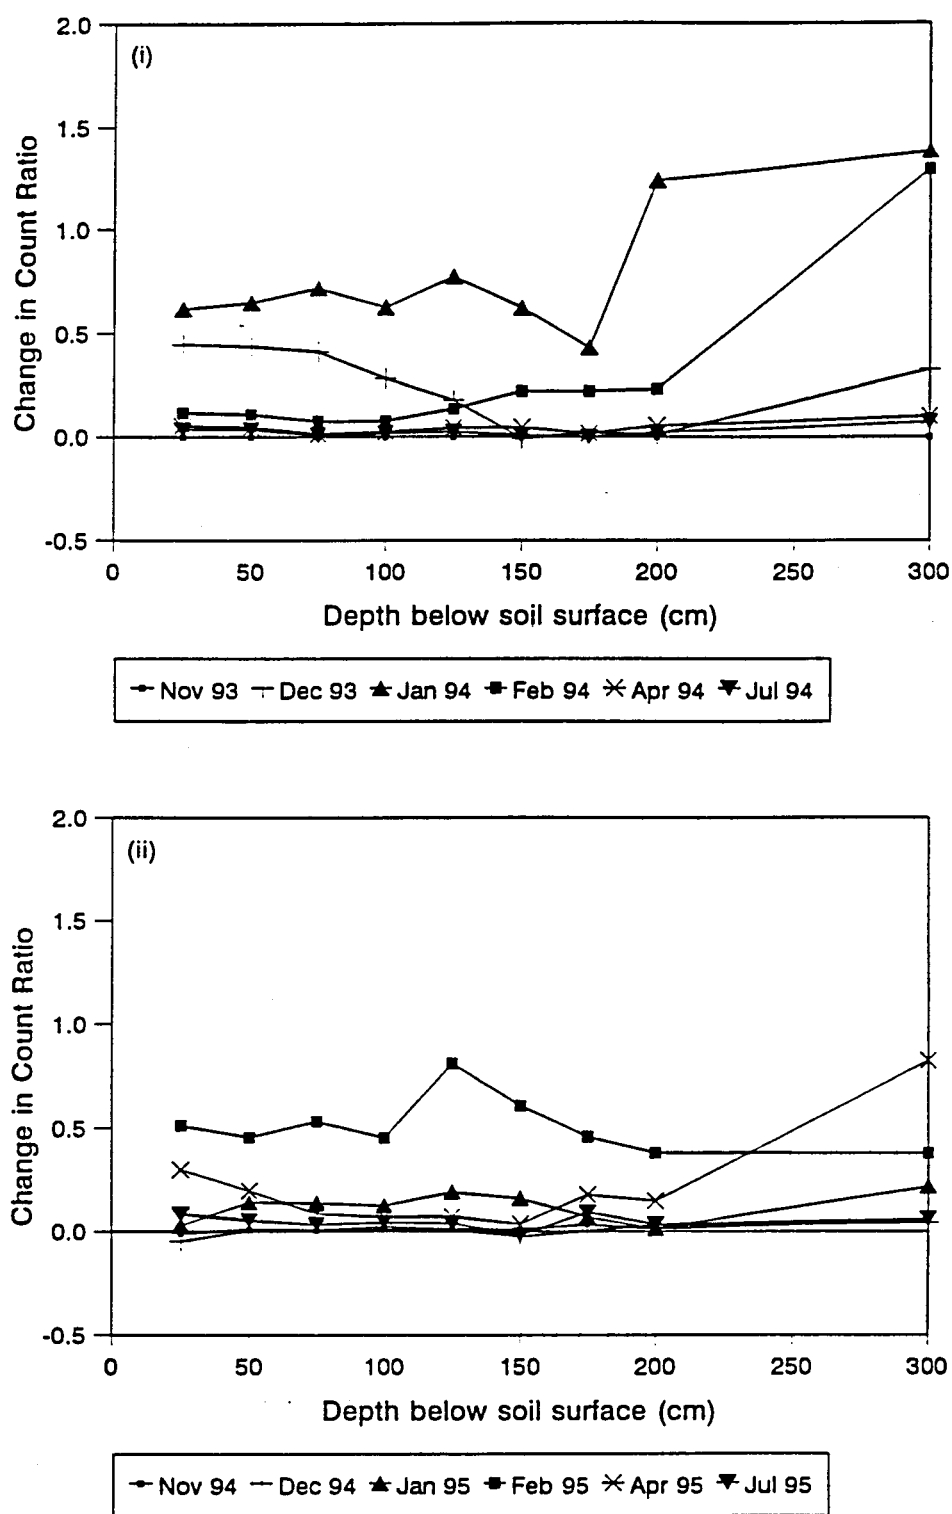 2.0
(i)
1.5
1.0
0.5
0.0
-0.5
Change in Count Ratio
0 50 100 150 200 250 300
Depth below soil surface (cm)
Nov 93 Dec 93 Jan 94 Feb 94 Apr 94 Jul 94
2.0
(ii)
1.5
1.0
0.5
0.0
-0.5
Change in Count Ratio
0 50 100 150 200 250 300
Depth below soil surface (cm)
Nov 94 Dec 94 Jan 95 Feb 95 Apr 95 Jul 95